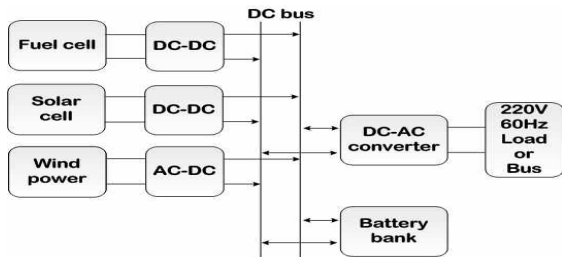 DC bus
Fuel cell
DC-DC
Solar
cell
DC-DC
Wind
power
AC-DC
DC-AC
converter
220V
60Hz
Load
or
Bus
Battery
bank